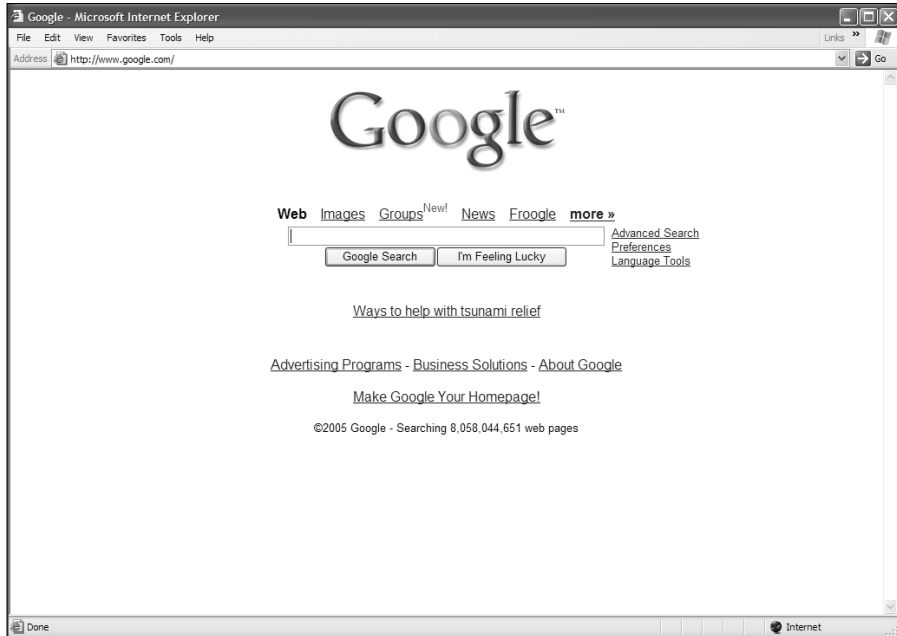 Google - Microsoft Internet Explorer
File Edit View Favorites Tools Help Links »
Address http://www.google.com/ Go
Google™
Web Images Groups New! News Froogle more »
Advanced Search
Preferences
Language Tools
Google Search I'm Feeling Lucky
Ways to help with tsunami relief
Advertising Programs - Business Solutions - About Google
Make Google Your Homepage!
©2005 Google - Searching 8,058,044,651 web pages
Done Internet